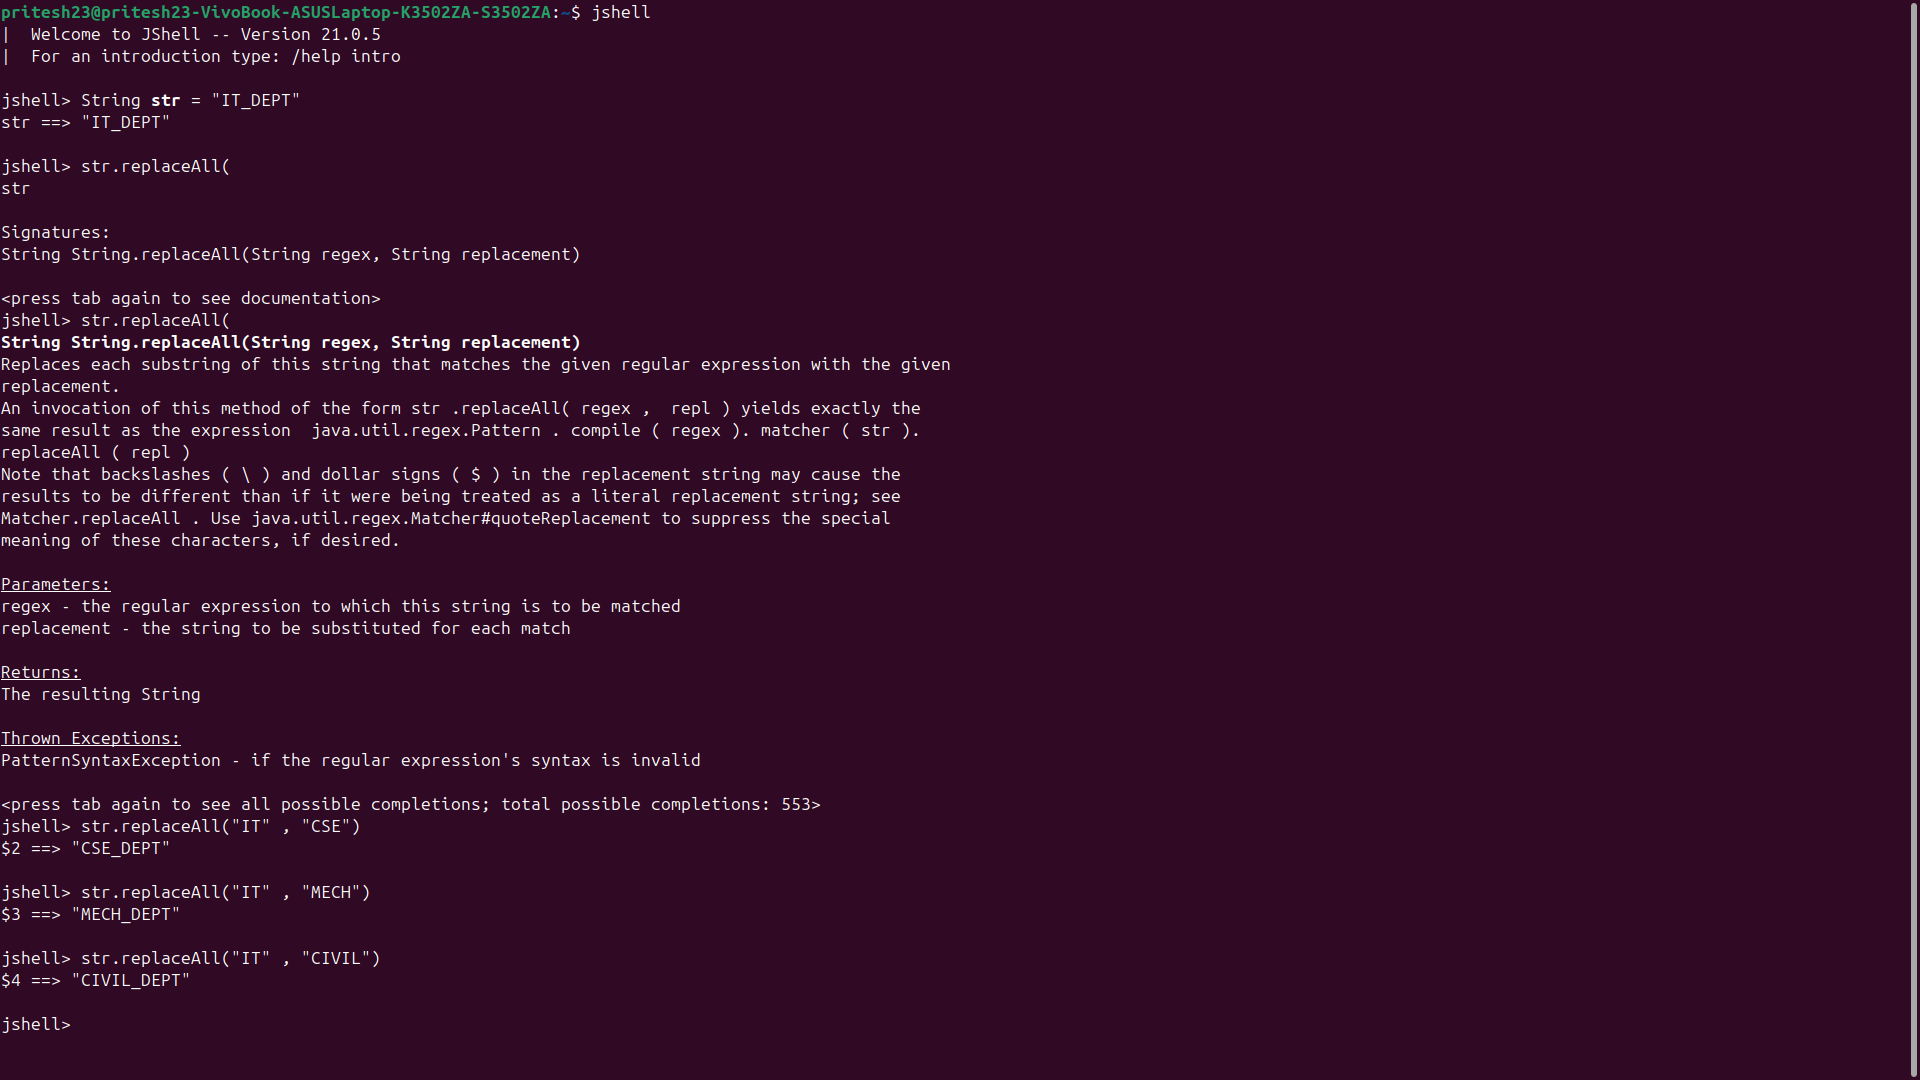 pritesh23@pritesh23-VivoBook-ASUSLaptop-K3502ZA-S3502ZA:~$ jshell
|  Welcome to JShell -- Version 21.0.5
|  For an introduction type: /help intro

jshell> String str = "IT_DEPT"
str ==> "IT_DEPT"

jshell> str.replaceAll(
str

Signatures:
String String.replaceAll(String regex, String replacement)

<press tab again to see documentation>
jshell> str.replaceAll(
String String.replaceAll(String regex, String replacement)
Replaces each substring of this string that matches the given regular expression with the given
replacement.
An invocation of this method of the form str .replaceAll( regex ,  repl ) yields exactly the
same result as the expression  java.util.regex.Pattern . compile ( regex ). matcher ( str ).
replaceAll ( repl )
Note that backslashes ( \ ) and dollar signs ( $ ) in the replacement string may cause the
results to be different than if it were being treated as a literal replacement string; see
Matcher.replaceAll . Use java.util.regex.Matcher#quoteReplacement to suppress the special
meaning of these characters, if desired.

Parameters:
regex - the regular expression to which this string is to be matched
replacement - the string to be substituted for each match

Returns:
The resulting String

Thrown Exceptions:
PatternSyntaxException - if the regular expression's syntax is invalid

<press tab again to see all possible completions; total possible completions: 553>
jshell> str.replaceAll("IT" , "CSE")
$2 ==> "CSE_DEPT"

jshell> str.replaceAll("IT" , "MECH")
$3 ==> "MECH_DEPT"

jshell> str.replaceAll("IT" , "CIVIL")
$4 ==> "CIVIL_DEPT"

jshell>